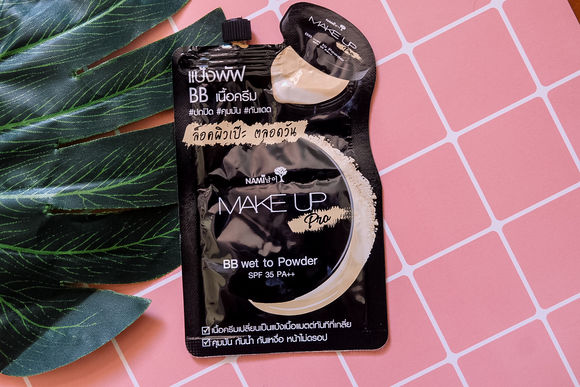 MAKE UP
Pro
แป้งพัฟ
BB เนื้อครีม
#ปกปิด #คุมมัน #กันแดด
ล็อคผิวเป๊ะ ตลอดวัน
NAMI
MAKE UP
Pro
BB wet to Powder
SPF 35 PA++
เนื้อครีมเปลี่ยนเป็นแป้งเนื้อแมตต์ทันทีที่เกลี่ย
คุมมัน กันน้ำ กันเหงื่อ หน้าไม่ดรอป